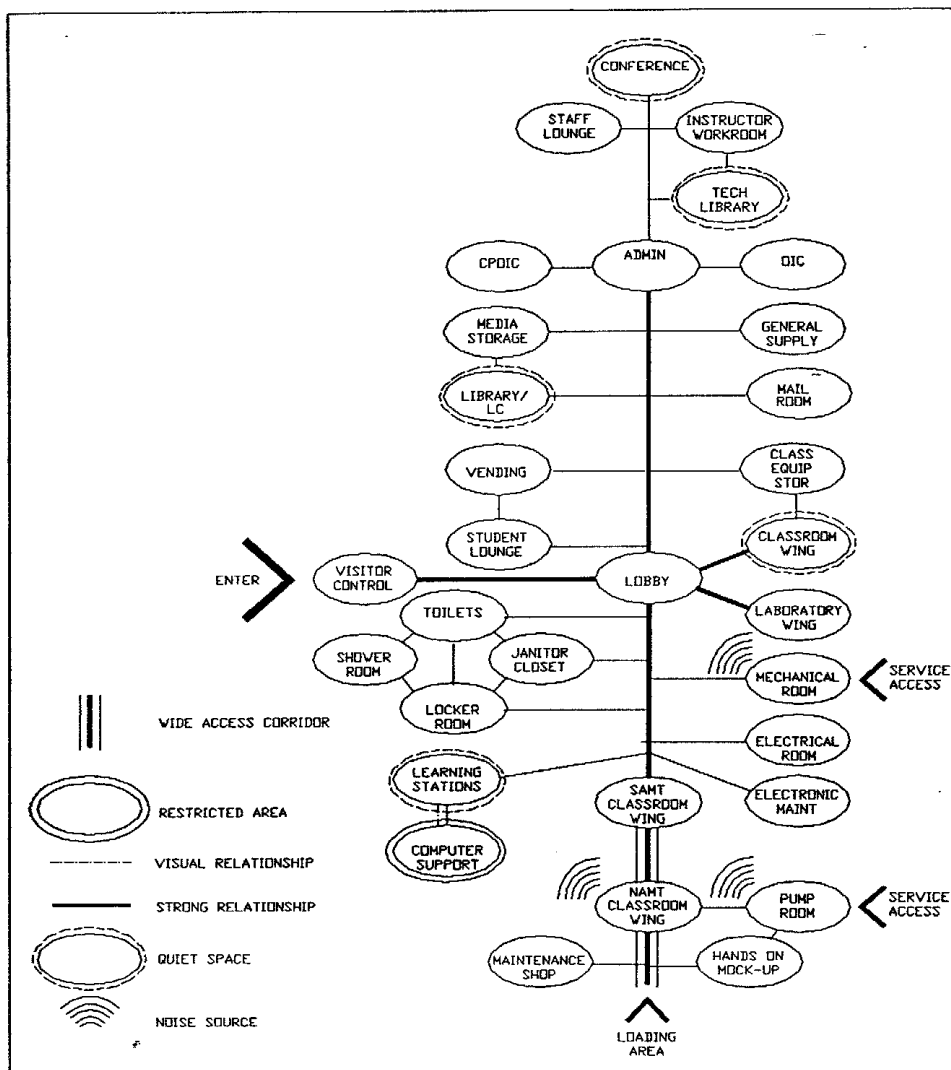 CONFERENCE
STAFF
LOUNGE
INSTRUCTOR
WORKROOM
TECH
LIBRARY
CPOIC
ADMIN
OIC
MEDIA
STORAGE
GENERAL
SUPPLY
LIBRARY/
LC
MAIL
ROOM
VENDING
CLASS
EQUIP
STOR
STUDENT
LOUNGE
CLASSROOM
WING
ENTER
VISITOR
CONTROL
LOBBY
TOILETS
LABORATORY
WING
SHOWER
ROOM
JANITOR
CLOSET
MECHANICAL
ROOM
SERVICE
ACCESS
LOCKER
ROOM
WIDE ACCESS CORRIDOR
ELECTRICAL
ROOM
LEARNING
STATIONS
SAMT
CLASSROOM
WING
ELECTRONIC
MAINT
RESTRICTED AREA
COMPUTER
SUPPORT
VISUAL RELATIONSHIP
STRONG RELATIONSHIP
NAMT
CLASSROOM
WING
PUMP
ROOM
SERVICE
ACCESS
QUIET SPACE
MAINTENANCE
SHOP
HANDS ON
MOCK-UP
NOISE SOURCE
LOADING
AREA